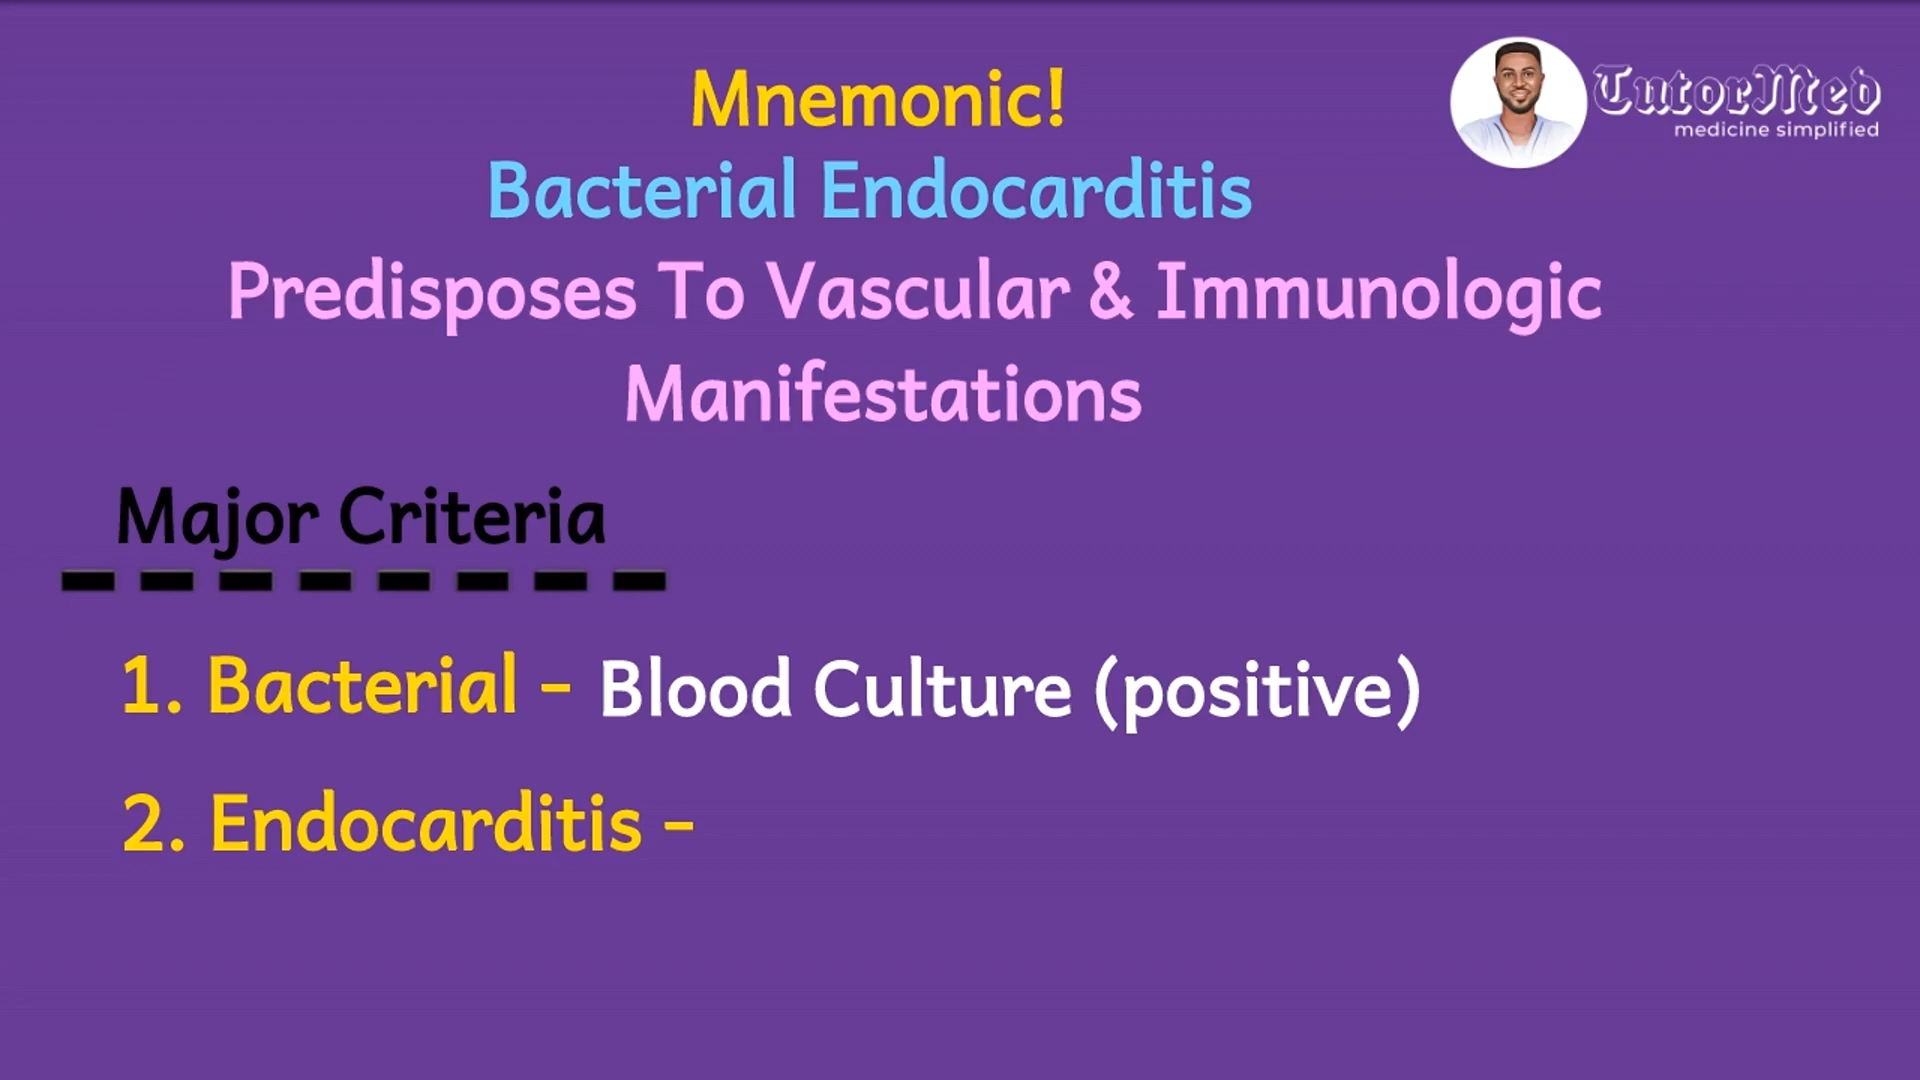 Mnemonic!
TutorMed
medicine simplified
Bacterial Endocarditis
Predisposes To Vascular & Immunologic
Manifestations
Major Criteria
1. Bacterial - Blood Culture (positive)
2. Endocarditis -